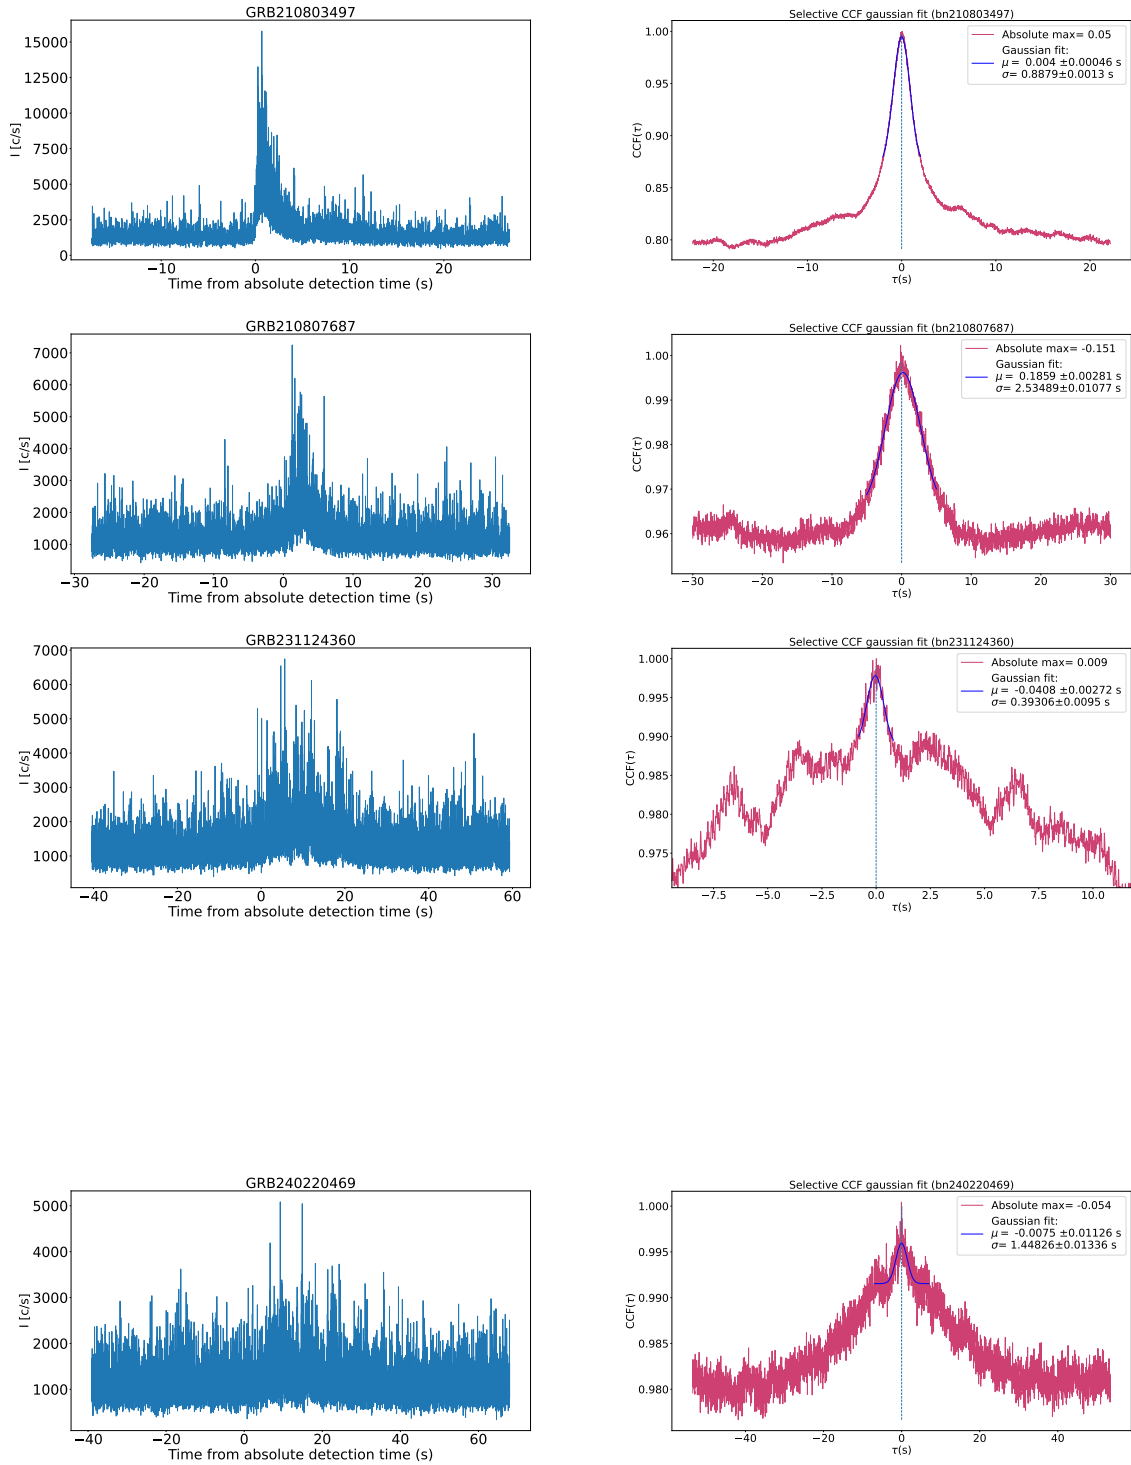 GRB210803497
I [c/s]
15000
12500
10000
7500
5000
2500
0
−10 0 10 20
Time from absolute detection time (s)
Selective CCF gaussian fit (bn210803497)
Absolute max= 0.05
Gaussian fit:
μ = 0.004 ±0.00046 s
σ= 0.8879±0.0013 s
CCF(τ)
1.00
0.95
0.90
0.85
0.80
−20 −10 0 10 20
τ(s)
GRB210807687
I [c/s]
7000
6000
5000
4000
3000
2000
1000
−30 −20 −10 0 10 20 30
Time from absolute detection time (s)
Selective CCF gaussian fit (bn210807687)
Absolute max= -0.151
Gaussian fit:
μ = 0.1859 ±0.00281 s
σ= 2.53489±0.01077 s
CCF(τ)
1.00
0.99
0.98
0.97
0.96
−30 −20 −10 0 10 20 30
τ(s)
GRB231124360
I [c/s]
7000
6000
5000
4000
3000
2000
1000
−40 −20 0 20 40 60
Time from absolute detection time (s)
Selective CCF gaussian fit (bn231124360)
Absolute max= 0.009
Gaussian fit:
μ = -0.0408 ±0.00272 s
σ= 0.39306±0.0095 s
CCF(τ)
1.000
0.995
0.990
0.985
0.980
0.975
−7.5 −5.0 −2.5 0.0 2.5 5.0 7.5 10.0
τ(s)
GRB240220469
I [c/s]
5000
4000
3000
2000
1000
−40 −20 0 20 40 60
Time from absolute detection time (s)
Selective CCF gaussian fit (bn240220469)
Absolute max= -0.054
Gaussian fit:
μ = -0.0075 ±0.01126 s
σ= 1.44826±0.01336 s
CCF(τ)
1.000
0.995
0.990
0.985
0.980
−40 −20 0 20 40
τ(s)